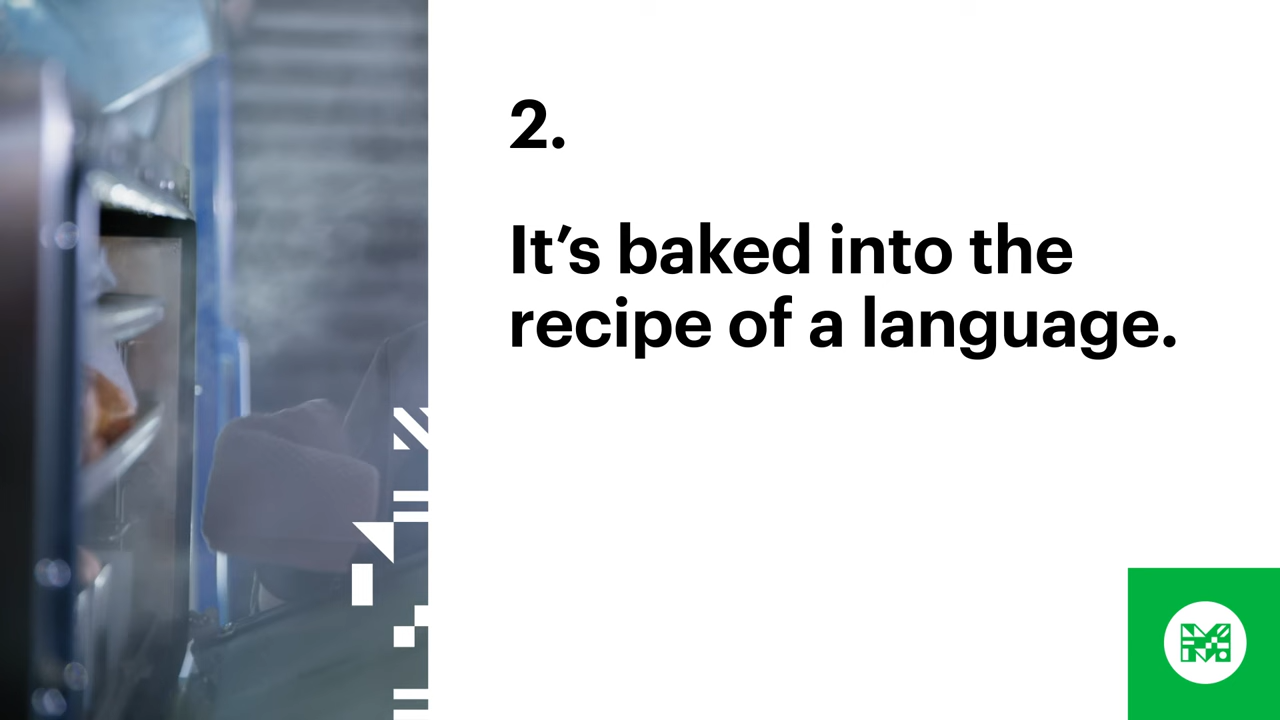 2.
It’s baked into the
recipe of a language.